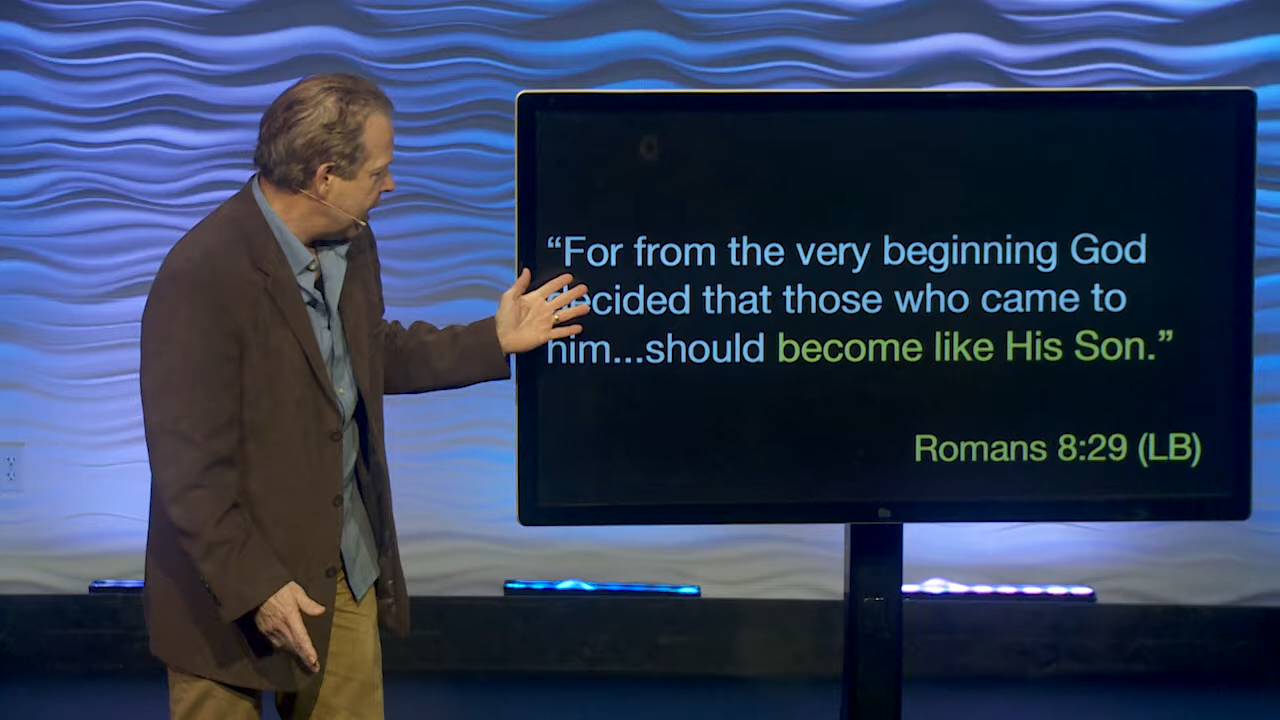 “For from the very beginning God
decided that those who came to
him...should become like His Son.”
Romans 8:29 (LB)